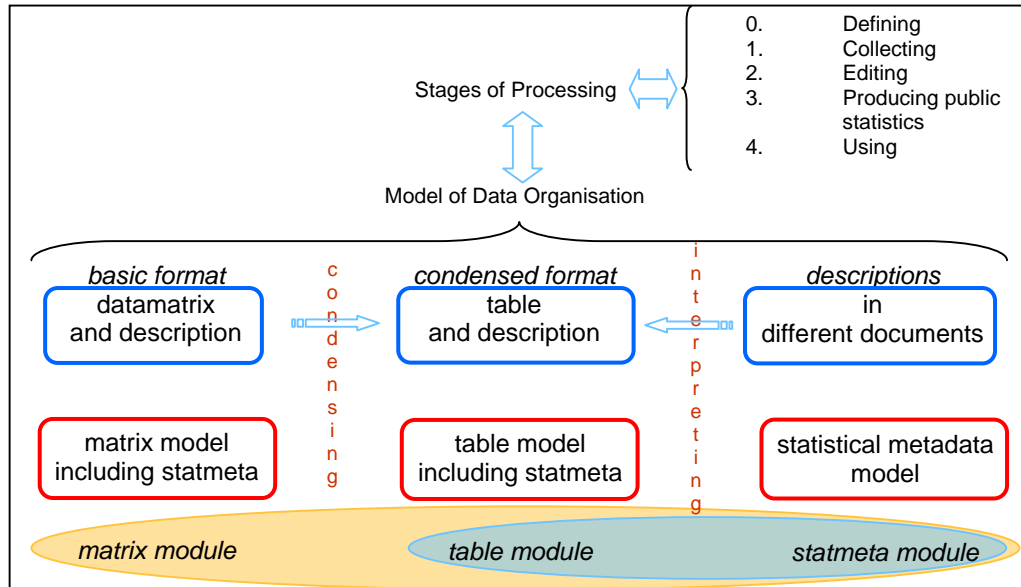 0. Defining
1. Collecting
2. Editing
Stages of Processing
3. Producing public
statistics
4. Using
Model of Data Organisation
basic format
condensed format
descriptions
datamatrix
and description
table
and description
in
different documents
condensing
interpreting
matrix model
including statmeta
table model
including statmeta
statistical metadata
model
matrix module
table module
statmeta module